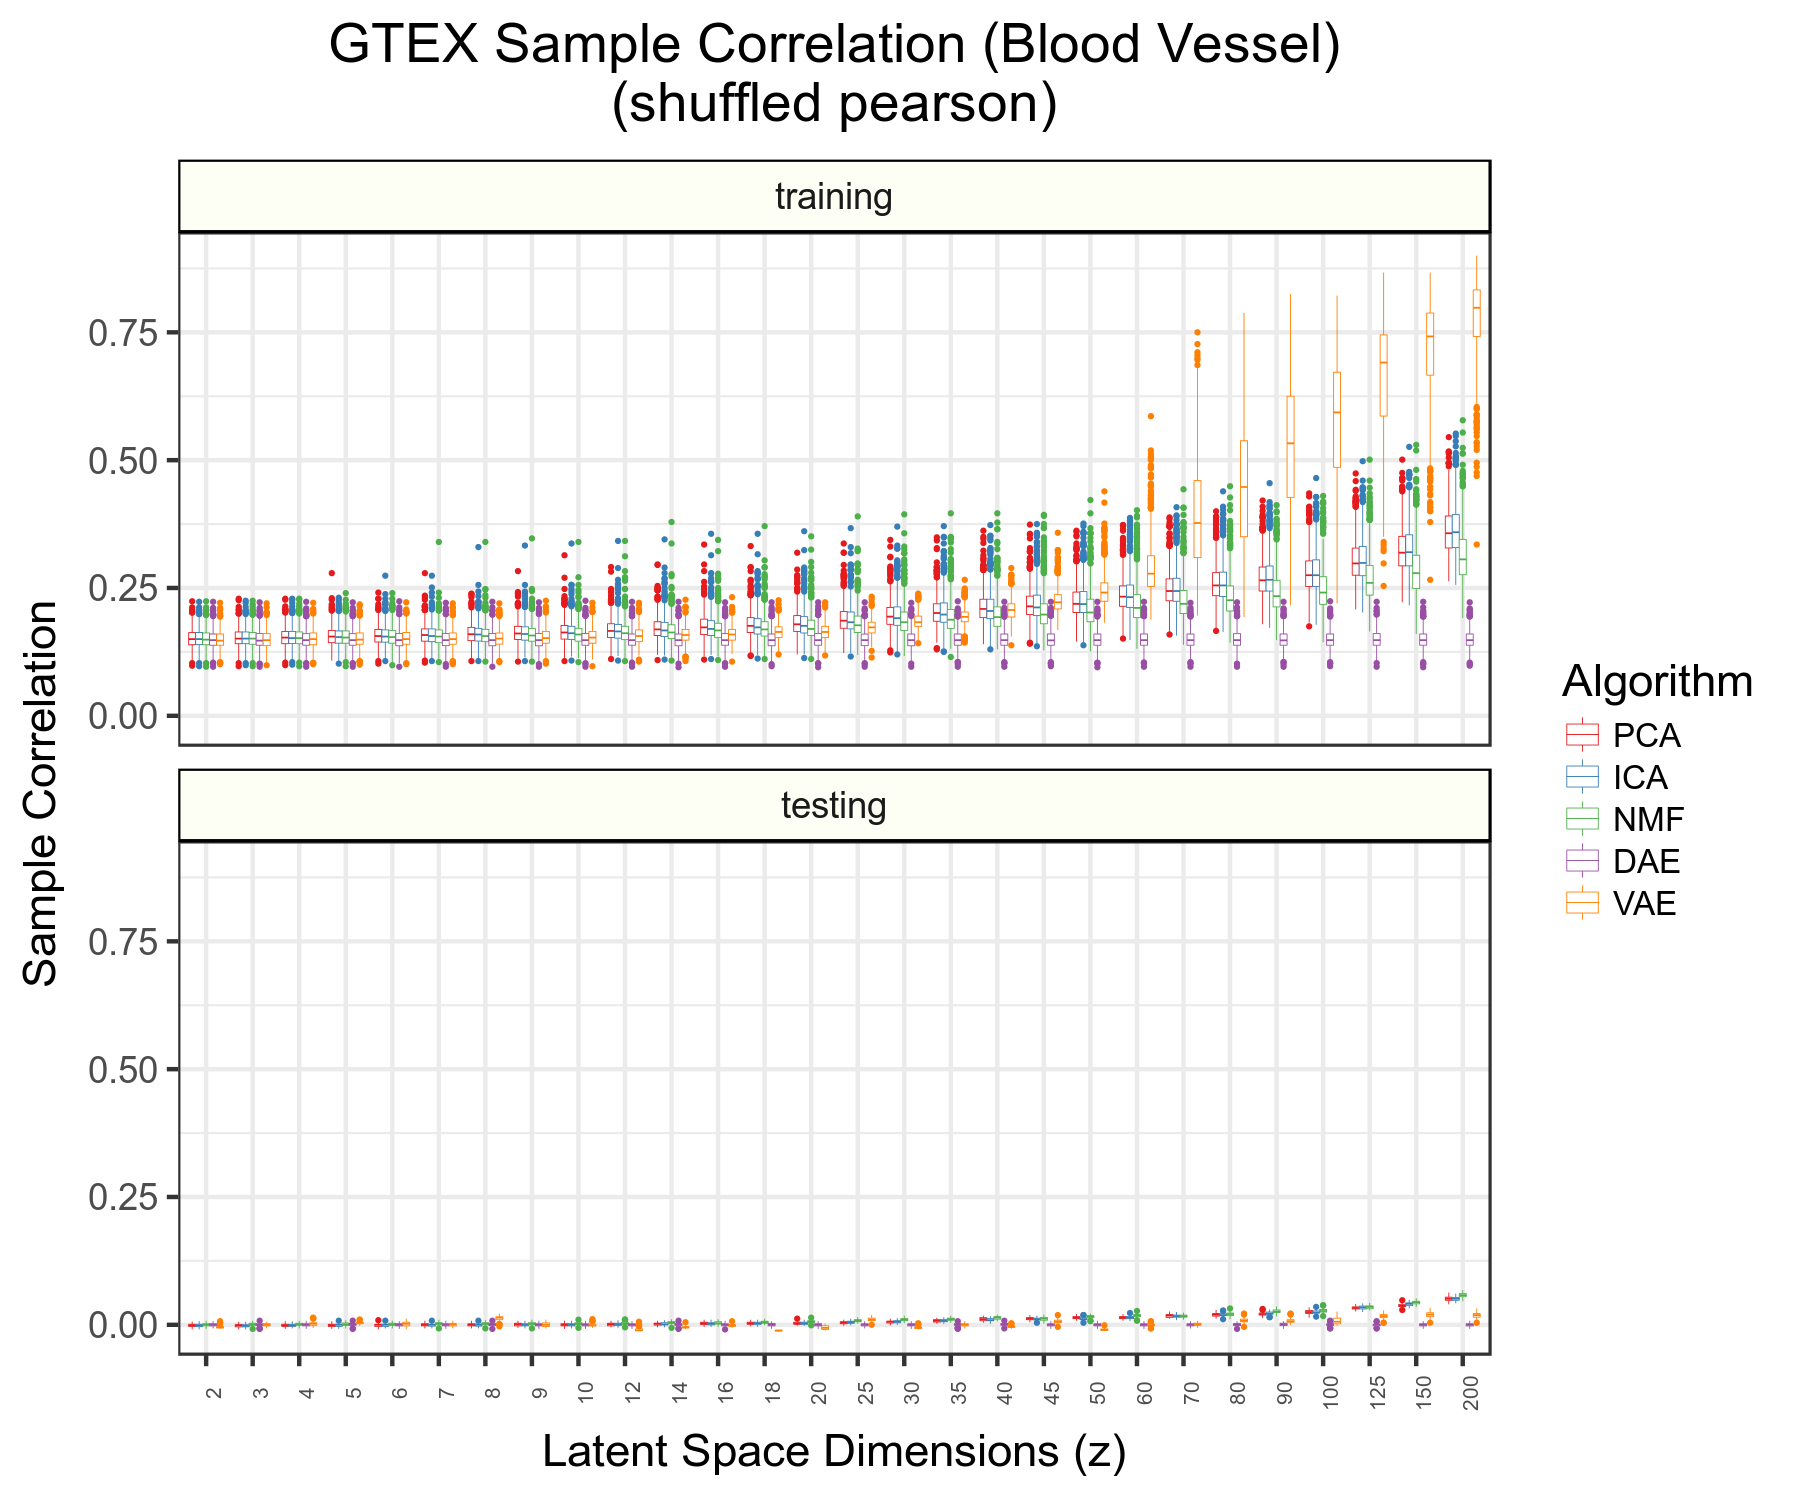 GTEX Sample Correlation (Blood Vessel)
(shuffled pearson)
training
0.75
0.50
0.25
0.00
testing
0.75
0.50
0.25
0.00
Sample Correlation
2 3 4 5 6 7 8 9 10 12 14 16 18 20 25 30 35 40 45 50 60 70 80 90 100 125 150 200
Latent Space Dimensions (z)
Algorithm
PCA
ICA
NMF
DAE
VAE